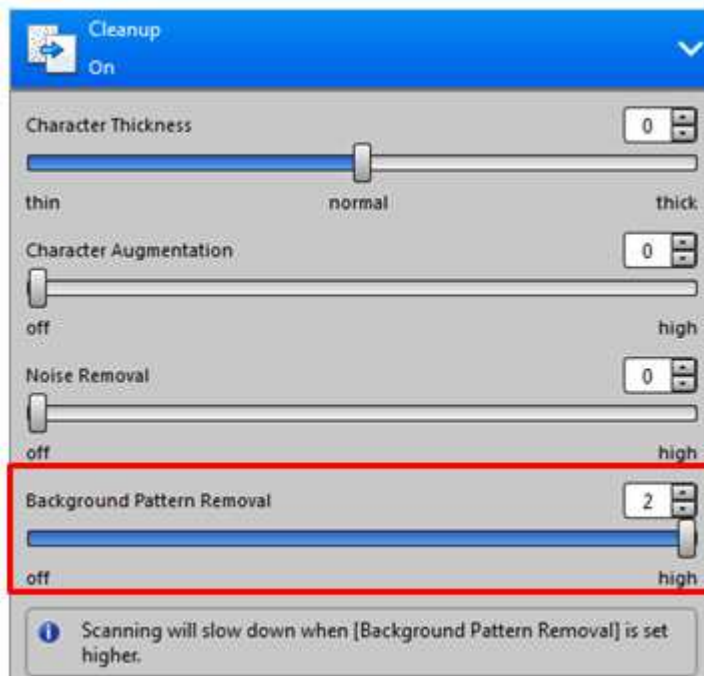 Cleanup
On
Character Thickness 0
thin normal thick
Character Augmentation 0
off high
Noise Removal 0
off high
Background Pattern Removal 2
off high
Scanning will slow down when [Background Pattern Removal] is set
higher.